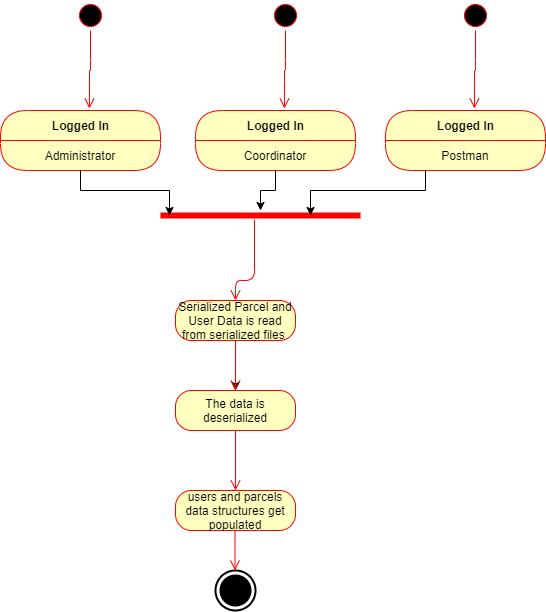 Logged In
Administrator
Logged In
Coordinator
Logged In
Postman
Serialized Parcel and
User Data is read
from serialized files
The data is
deserialized
users and parcels
data structures get
populated